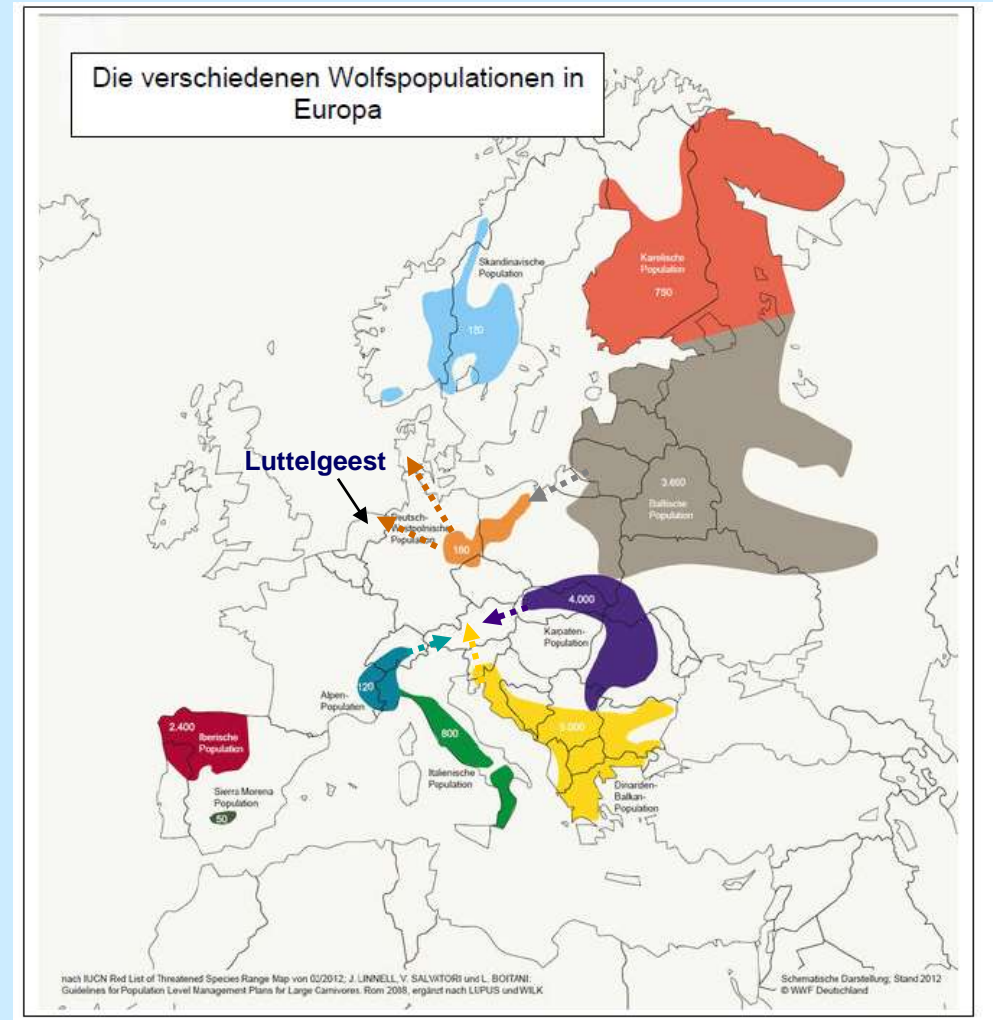 Die verschiedenen Wolfspopulationen in
Europa
Skandinavische
Population
Karelische
Population
750
Luttelgeest
3.600
Baltische
Population
Deutsch-
Westpolnische
Population
4.000
Karpaten-
Population
120
Alpen-
Population
2.400
Iberische
Population
800
5.000
Italienische
Population
Sierra Morena
Population
50
Dinariden-
Balkan-
Population
nach IUCN Red List of Threatened Species Range Map von 02/2012; J. LINNELL, V. SALVATORI und L. BOITANI:
Guidelines for Population Level Management Plans for Large Carnivores. Rom 2008, ergänzt nach LUPUS und WILK
Schematische Darstellung; Stand 2012
© WWF Deutschland